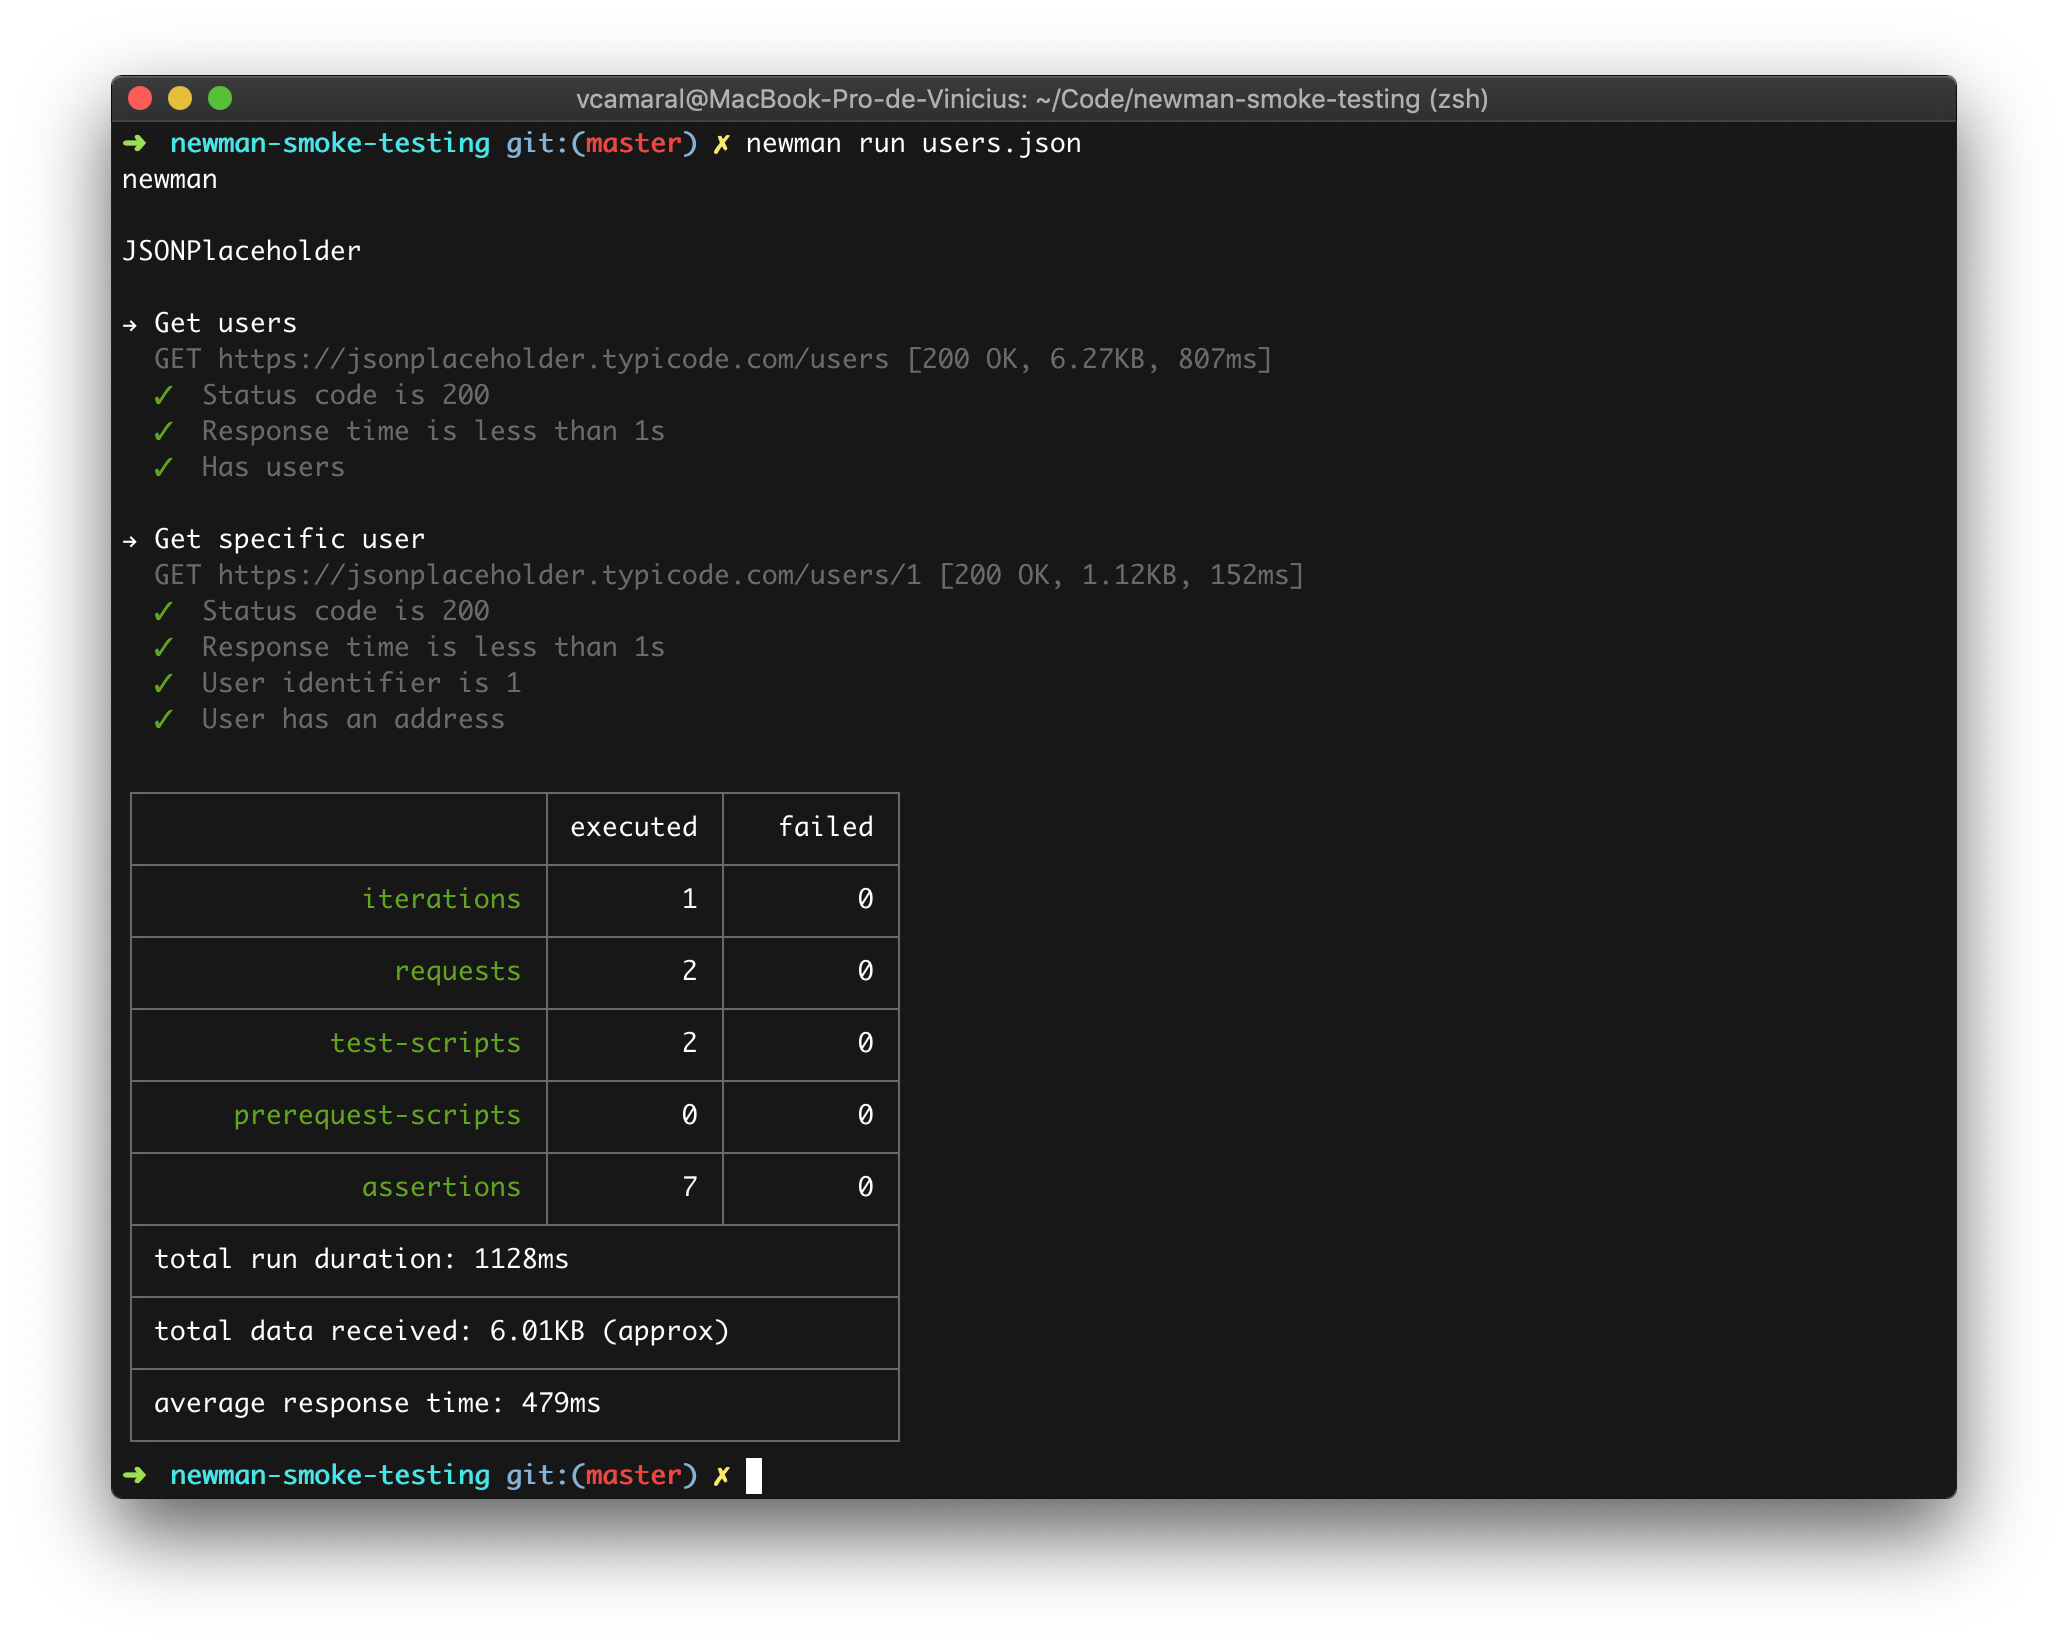 vcamaral@MacBook-Pro-de-Vinicius: ~/Code/newman-smoke-testing (zsh)
➜ newman-smoke-testing git:(master) ✗ newman run users.json
newman
JSONPlaceholder
→ Get users
GET https://jsonplaceholder.typicode.com/users [200 OK, 6.27KB, 807ms]
✓ Status code is 200
✓ Response time is less than 1s
✓ Has users
→ Get specific user
GET https://jsonplaceholder.typicode.com/users/1 [200 OK, 1.12KB, 152ms]
✓ Status code is 200
✓ Response time is less than 1s
✓ User identifier is 1
✓ User has an address
executed failed
iterations 1 0
requests 2 0
test-scripts 2 0
prerequest-scripts 0 0
assertions 7 0
total run duration: 1128ms
total data received: 6.01KB (approx)
average response time: 479ms
➜ newman-smoke-testing git:(master) ✗